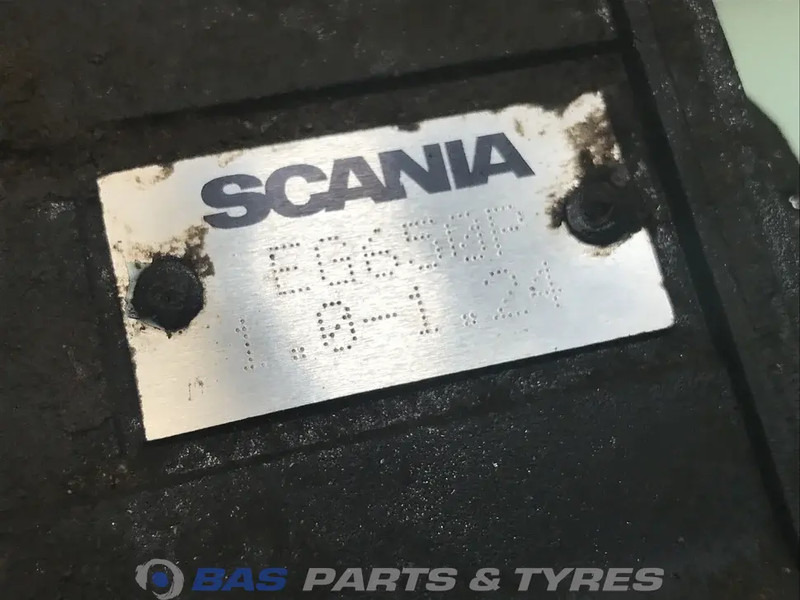 SCANIA
EG650P
1.0-1.24
BAS PARTS & TYRES